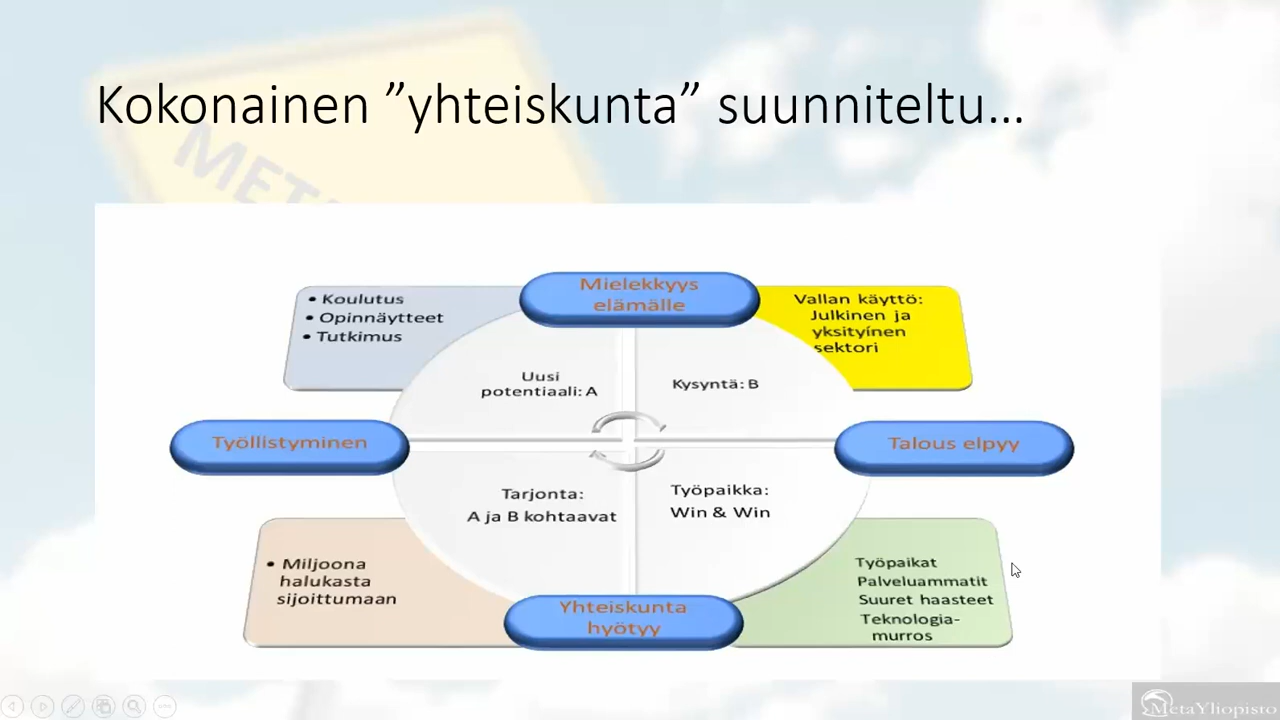 Kokonainen ”yhteiskunta” suunniteltu...
Mielekkyys
elämälle
• Koulutus
• Opinnäytteet
• Tutkimus
Vallan käyttö:
Julkinen ja
yksityínen
sektori
Uusi
potentiaali: A
Kysyntä: B
Työllistyminen
Talous elpyy
Tarjonta:
A ja B kohtaavat
Työpaikka:
Win & Win
• Miljoona
halukasta
sijoittumaan
Työpaikat
Palveluammatit
Suuret haasteet
Teknologia-
murros
Yhteiskunta
hyötyy
MetaYliopisto